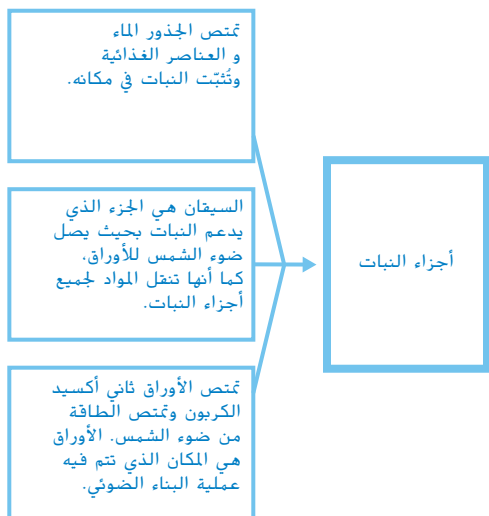 تمتص الجذور الماء
و العناصر الغذائية
وتُثبّت النبات في مكانه.
السيقان هي الجزء الذي
يدعم النبات بحيث يصل
ضوء الشمس للأوراق،
كما أنها تنقل المواد لجميع
أجزاء النبات.
تمتص الأوراق ثاني أكسيد
الكربون وتمتص الطاقة
من ضوء الشمس. الأوراق
هي المكان الذي تتم فيه
عملية البناء الضوئي.
أجزاء النبات